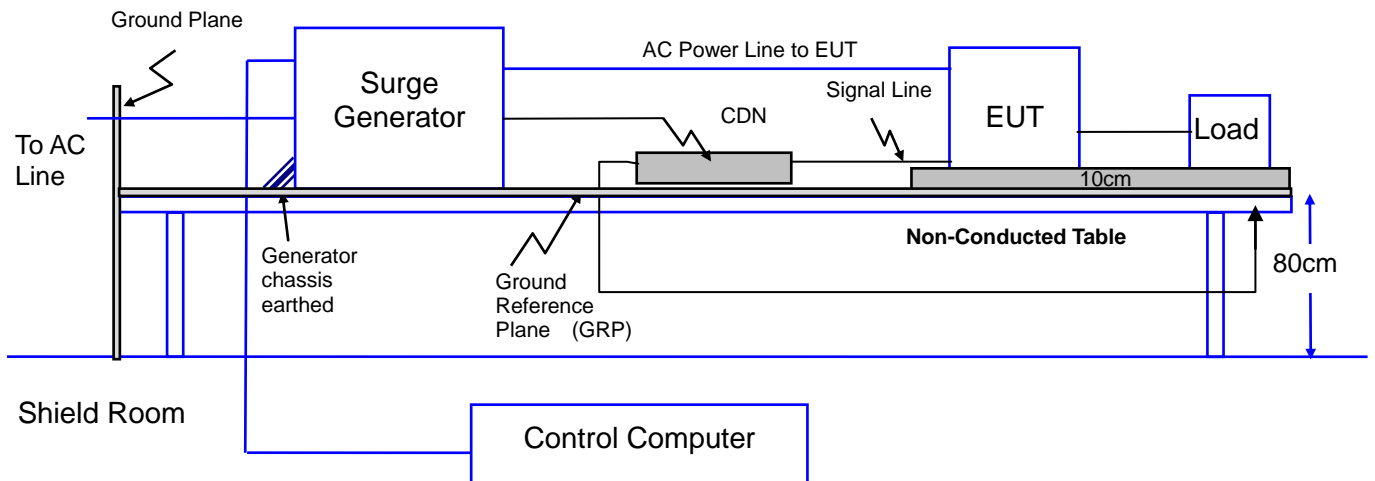 Ground Plane
AC Power Line to EUT
Surge
Generator
Signal Line
CDN
EUT
Load
To AC
Line
10cm
Non-Conducted Table
Generator
chassis
earthed
Ground
Reference
Plane (GRP)
80cm
Shield Room
Control Computer